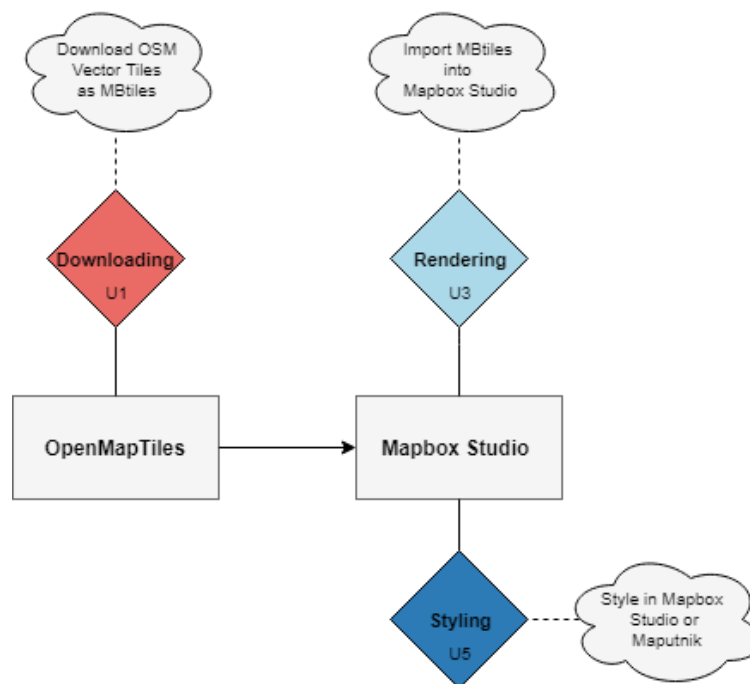 Download OSM
Vector Tiles
as MBtiles
Import MBtiles
into
Mapbox Studio
Downloading
U1
Rendering
U3
OpenMapTiles
Mapbox Studio
Styling
U5
Style in Mapbox
Studio or
Maputnik